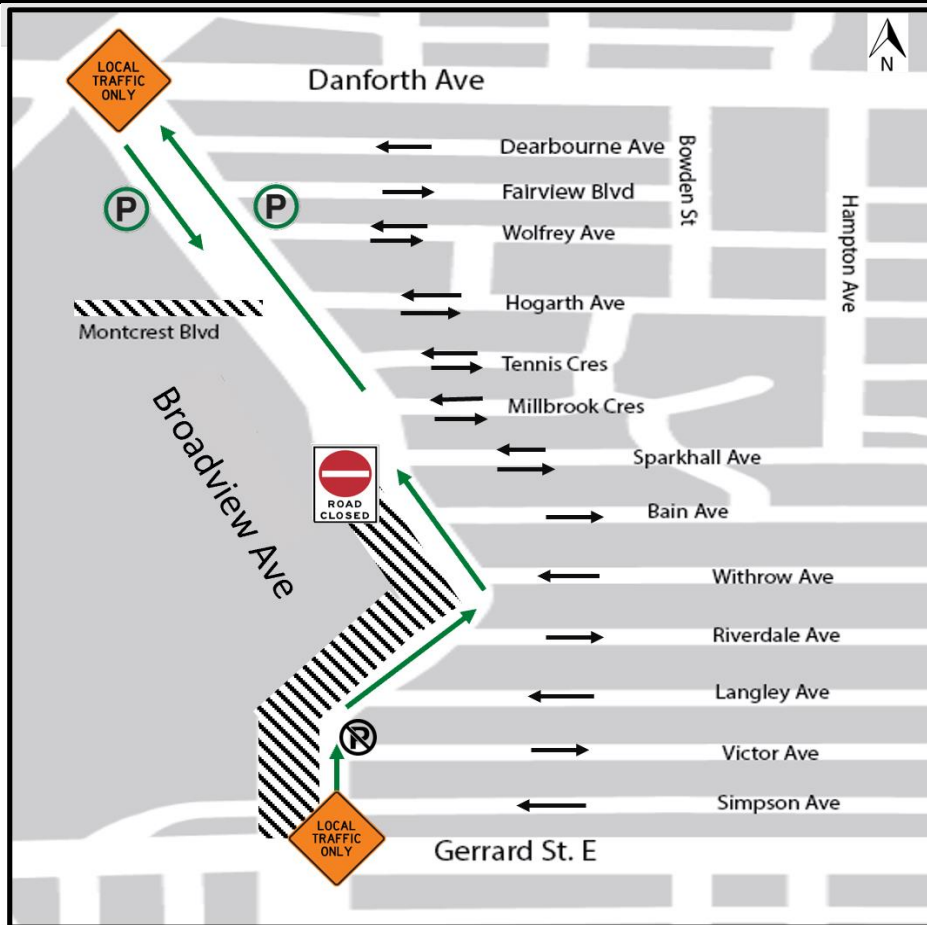 LOCAL
TRAFFIC
ONLY
N
Danforth Ave
Dearbourne Ave
Bowden St
P
P
Fairview Blvd
Hampton Ave
Wolfrey Ave
Hogarth Ave
Montcrest Blvd
Tennis Cres
Millbrook Cres
Broadview Ave
Sparkhall Ave
ROAD
CLOSED
Bain Ave
Withrow Ave
Riverdale Ave
Langley Ave
P
Victor Ave
Simpson Ave
LOCAL
TRAFFIC
ONLY
Gerrard St. E